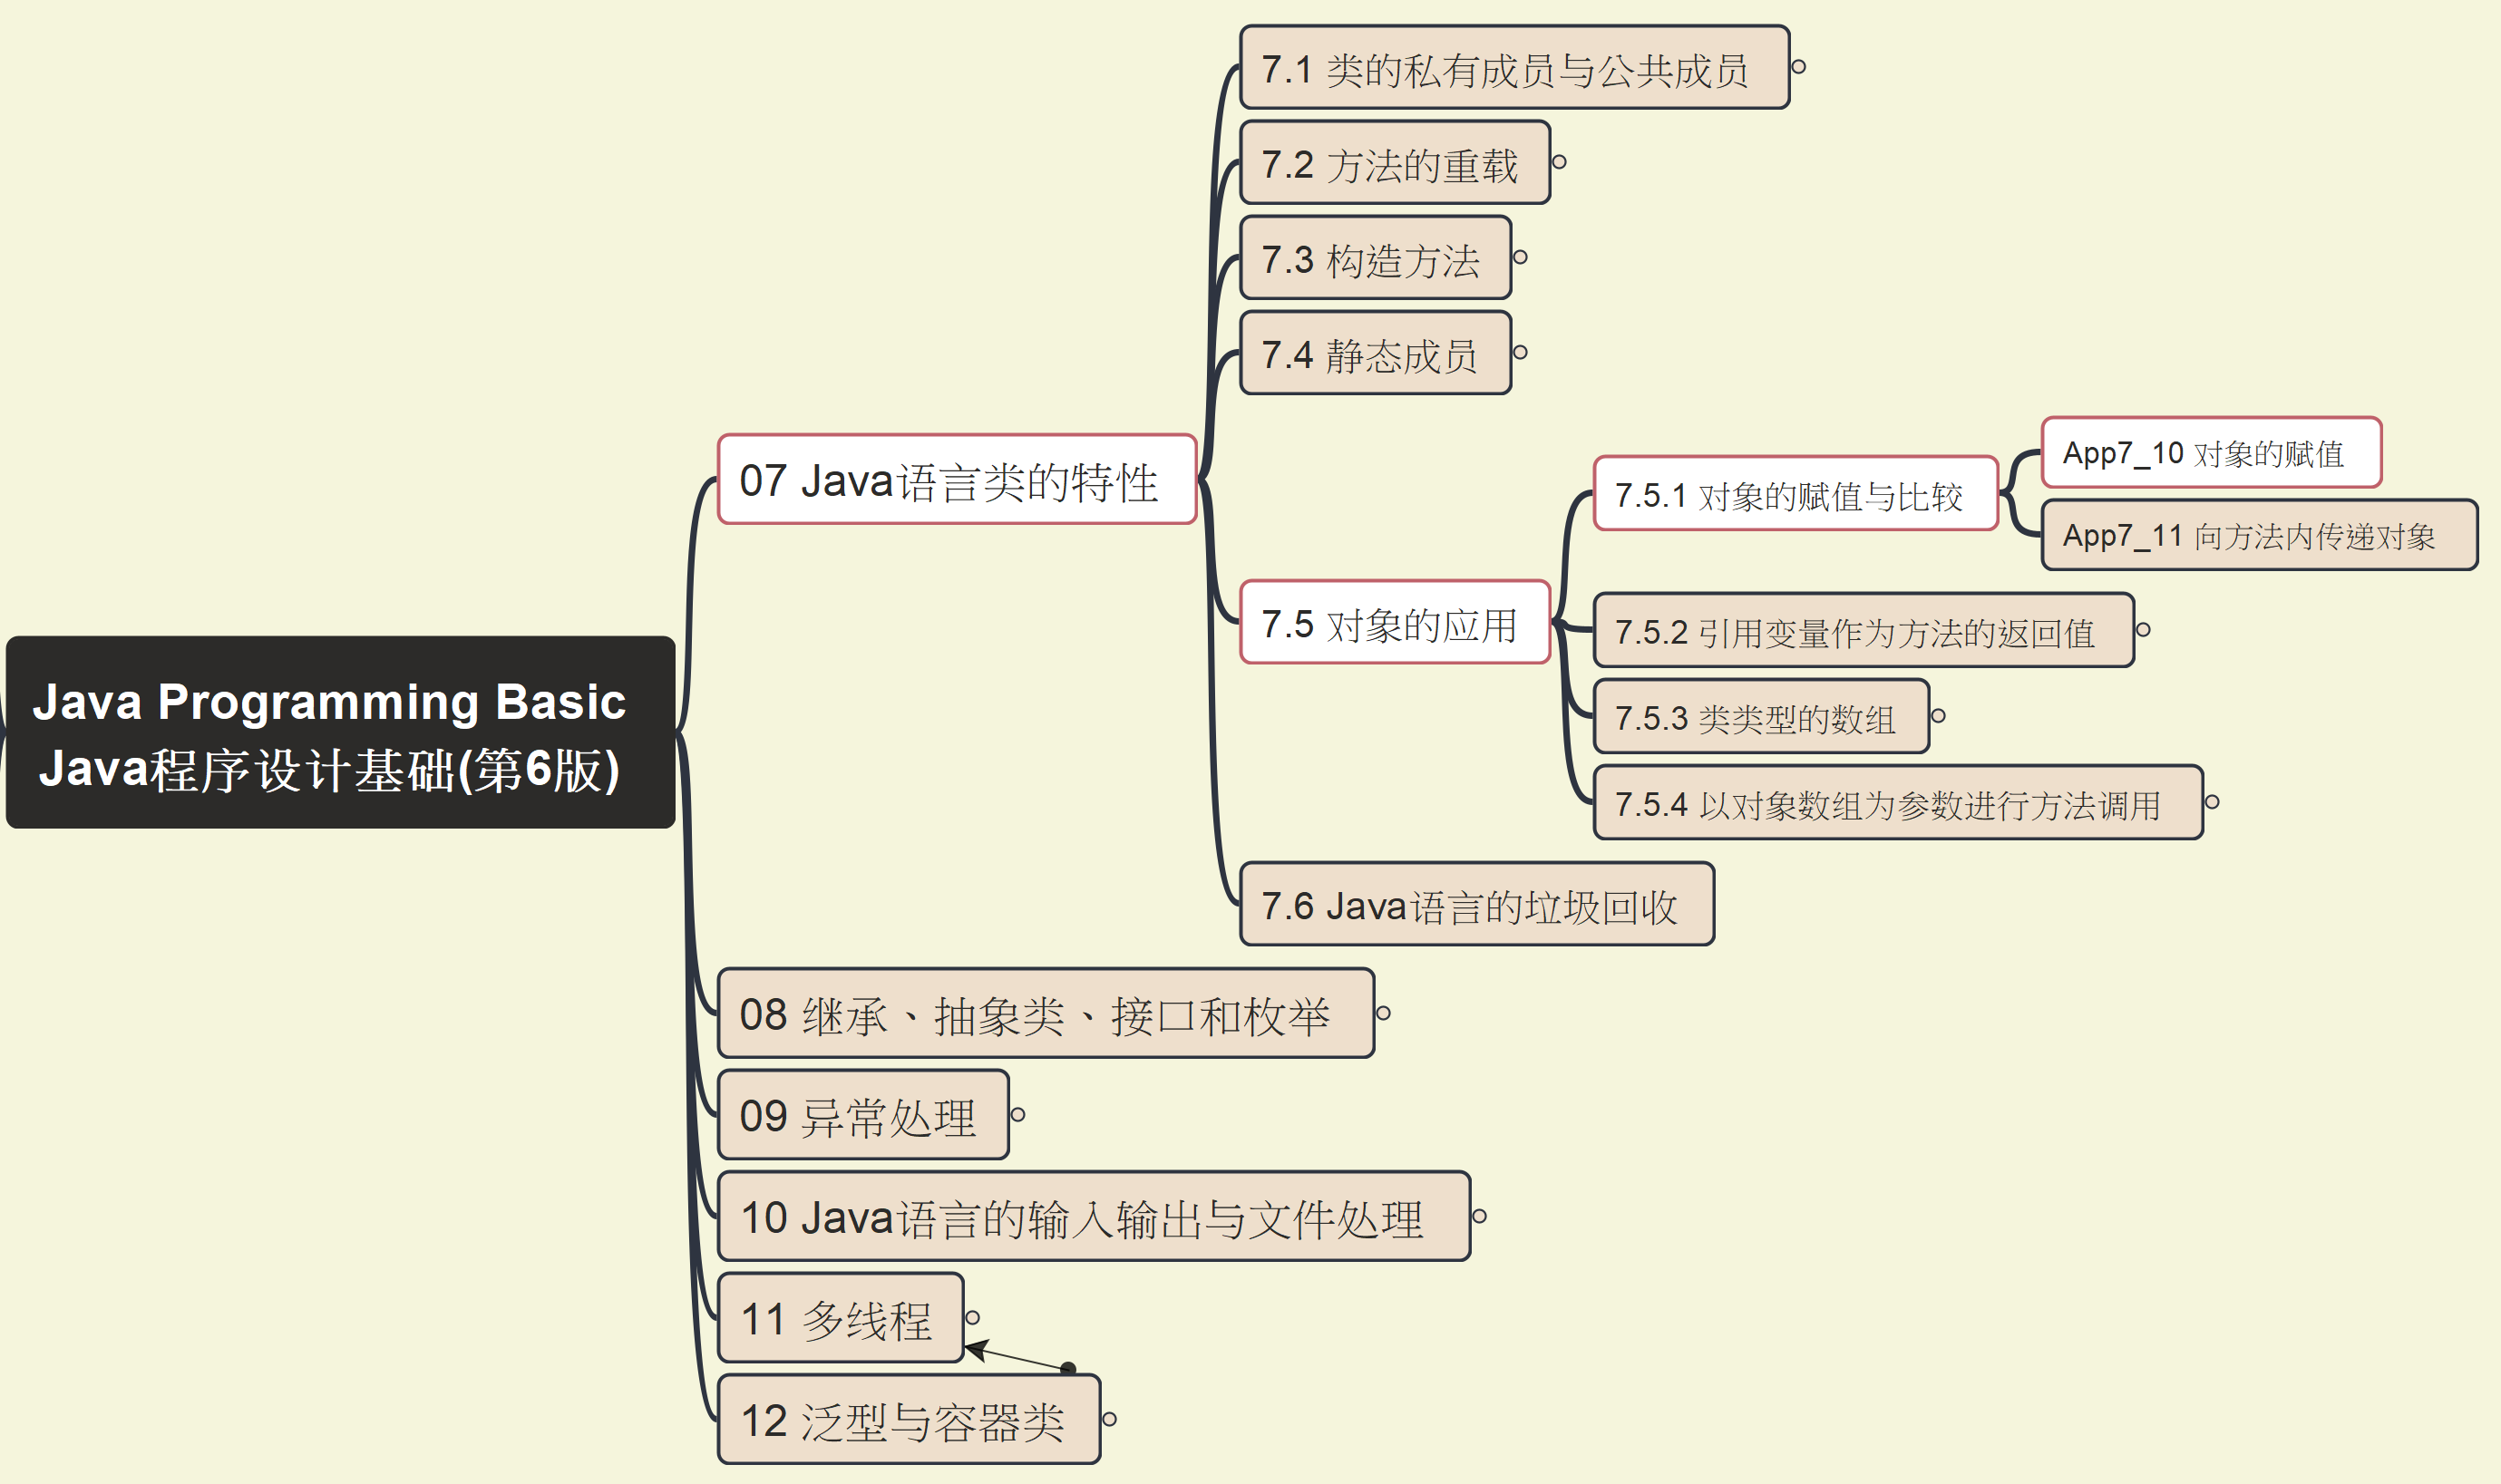 Java Programming Basic
Java程序设计基础(第6版)
07 Java语言类的特性
7.1 类的私有成员与公共成员
7.2 方法的重载
7.3 构造方法
7.4 静态成员
7.5 对象的应用
7.5.1 对象的赋值与比较
App7_10 对象的赋值
App7_11 向方法内传递对象
7.5.2 引用变量作为方法的返回值
7.5.3 类类型的数组
7.5.4 以对象数组为参数进行方法调用
7.6 Java语言的垃圾回收
08 继承、抽象类、接口和枚举
09 异常处理
10 Java语言的输入输出与文件处理
11 多线程
12 泛型与容器类